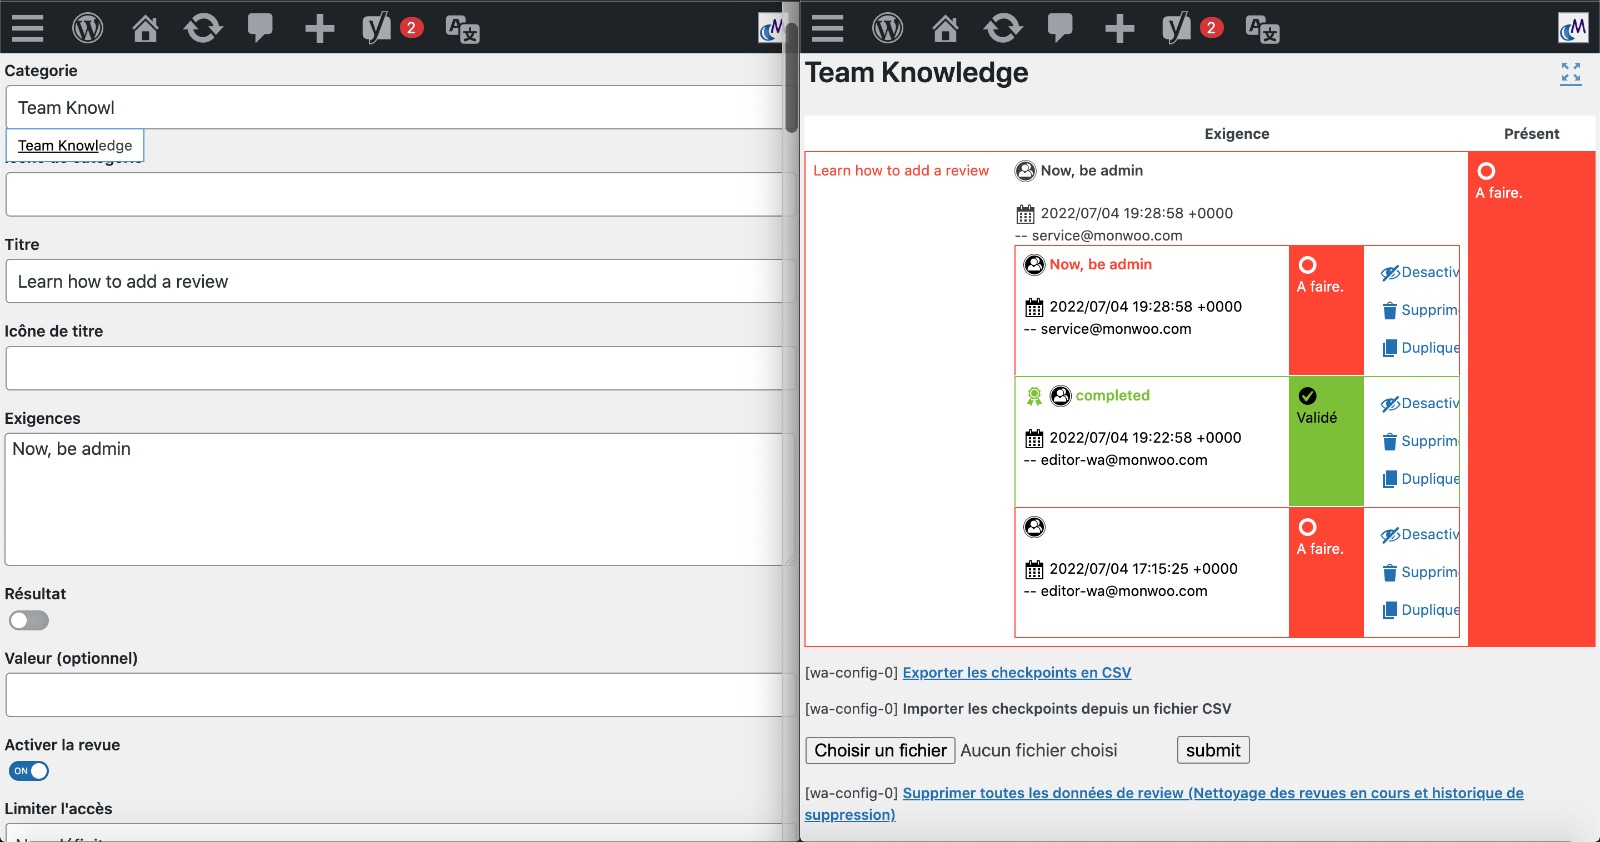 2
Categorie
Team Knowl
Team Knowledge
Titre
Learn how to add a review
Icône de titre
Exigences
Now, be admin
Résultat
Valeur (optionnel)
Activer la revue
ON
Limiter l'accès
2
Team Knowledge
Exigence
Présent
Learn how to add a review
Now, be admin
2022/07/04 19:28:58 +0000
-- service@monwoo.com
A faire.
Now, be admin
2022/07/04 19:28:58 +0000
-- service@monwoo.com
A faire.
Desactiv
Supprim
Duplique
completed
2022/07/04 19:22:58 +0000
-- editor-wa@monwoo.com
Validé
Desactiv
Supprim
Duplique
2022/07/04 17:15:25 +0000
-- editor-wa@monwoo.com
A faire.
Desactiv
Supprim
Duplique
[wa-config-0] Exporter les checkpoints en CSV
[wa-config-0] Importer les checkpoints depuis un fichier CSV
Choisir un fichier Aucun fichier choisi submit
[wa-config-0] Supprimer toutes les données de review (Nettoyage des revues en cours et historique de
suppression)